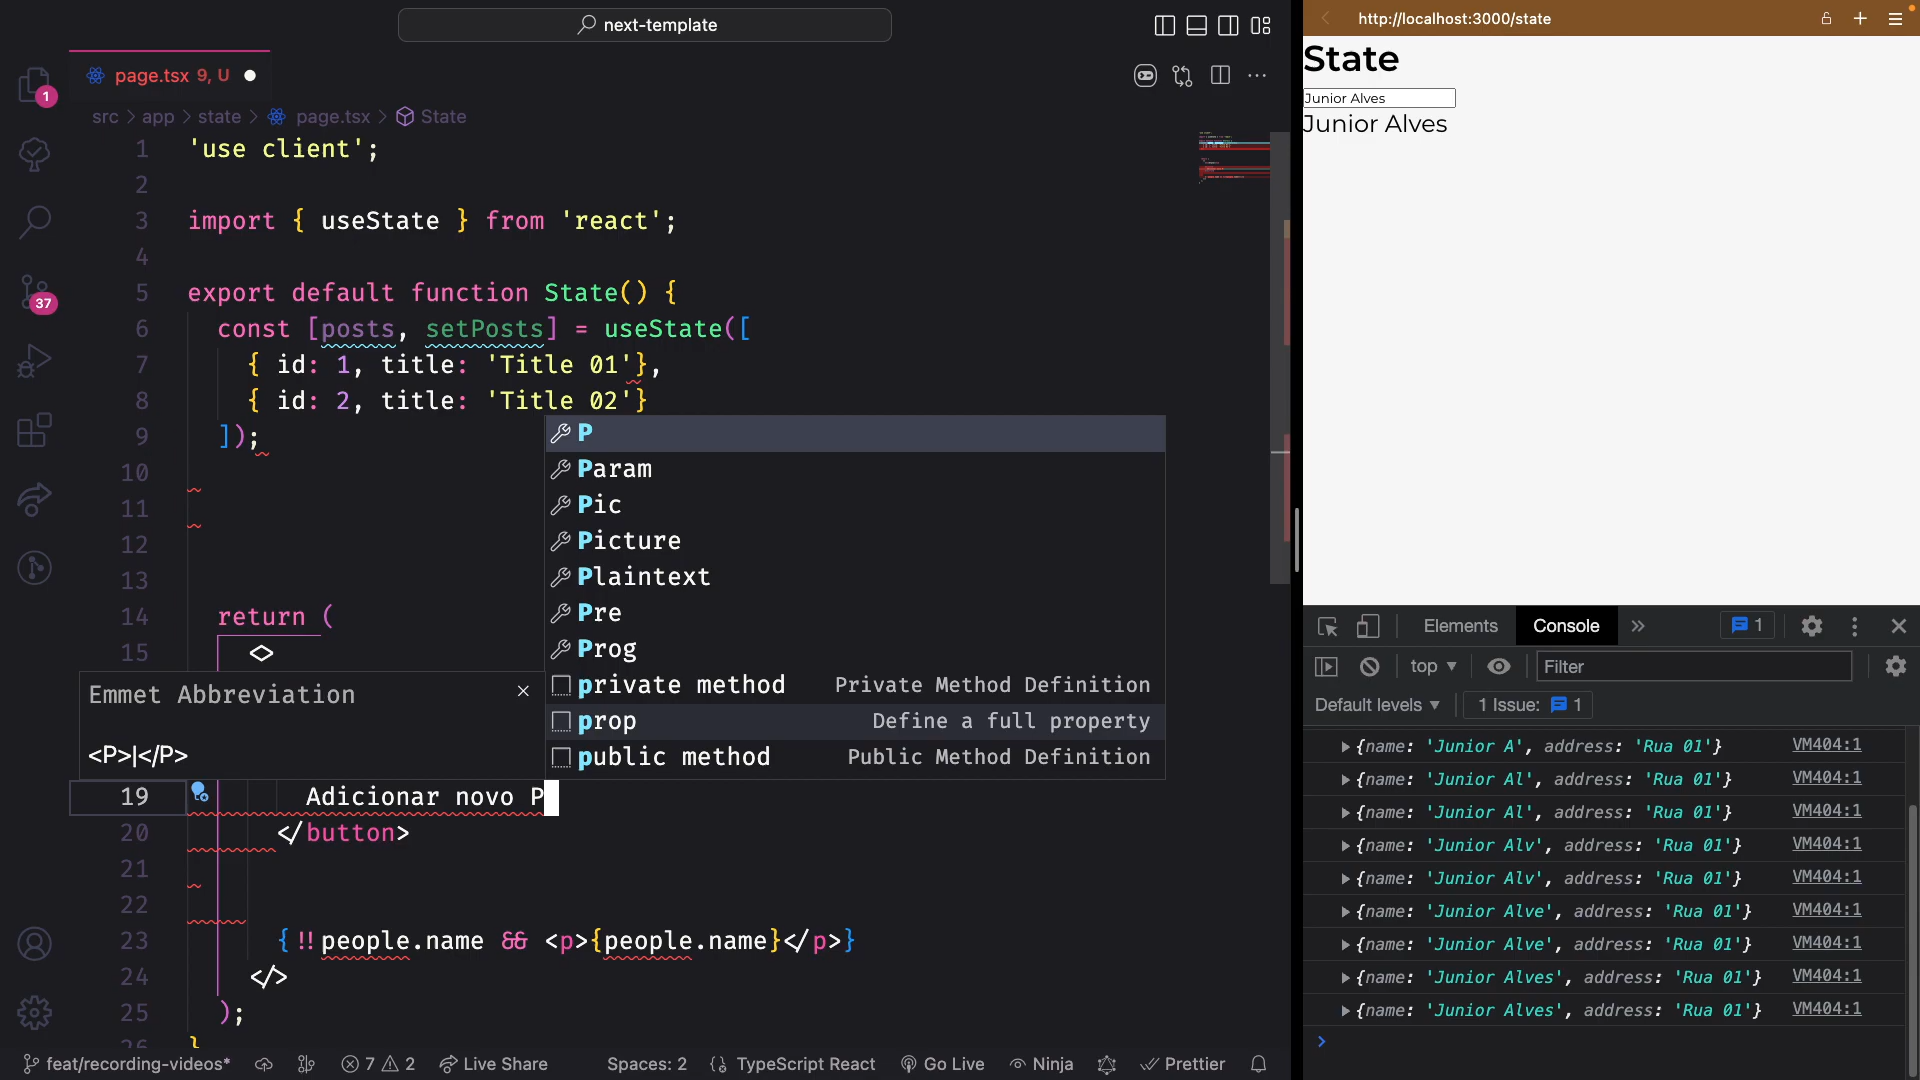 next-template
page.tsx 9, U
src > app > state > page.tsx > State
1 'use client';
2
3 import { useState } from 'react';
4
5 export default function State() {
6 const [posts, setPosts] = useState([
7 { id: 1, title: 'Title 01'},
8 { id: 2, title: 'Title 02'}
9 ]);
10
11
12
13
14 return (
15 <>
P
Param
Pic
Picture
Plaintext
Pre
Prog
private method Private Method Definition
prop Define a full property
public method Public Method Definition
Emmet Abbreviation
<P>|</P>
19 Adicionar novo P
20 </button>
21
22
23 {!!people.name && <p>{people.name}</p>}
24 </>
25 );
26 }
1
37
feat/recording-videos* 7 2 Live Share Spaces: 2 {} TypeScript React Go Live Ninja Prettier
http://localhost:3000/state
State
Junior Alves
Junior Alves
Elements Console 1
top Filter
Default levels 1 Issue: 1
{name: 'Junior A', address: 'Rua 01'} VM404:1
{name: 'Junior Al', address: 'Rua 01'} VM404:1
{name: 'Junior Al', address: 'Rua 01'} VM404:1
{name: 'Junior Alv', address: 'Rua 01'} VM404:1
{name: 'Junior Alv', address: 'Rua 01'} VM404:1
{name: 'Junior Alve', address: 'Rua 01'} VM404:1
{name: 'Junior Alve', address: 'Rua 01'} VM404:1
{name: 'Junior Alves', address: 'Rua 01'} VM404:1
{name: 'Junior Alves', address: 'Rua 01'} VM404:1